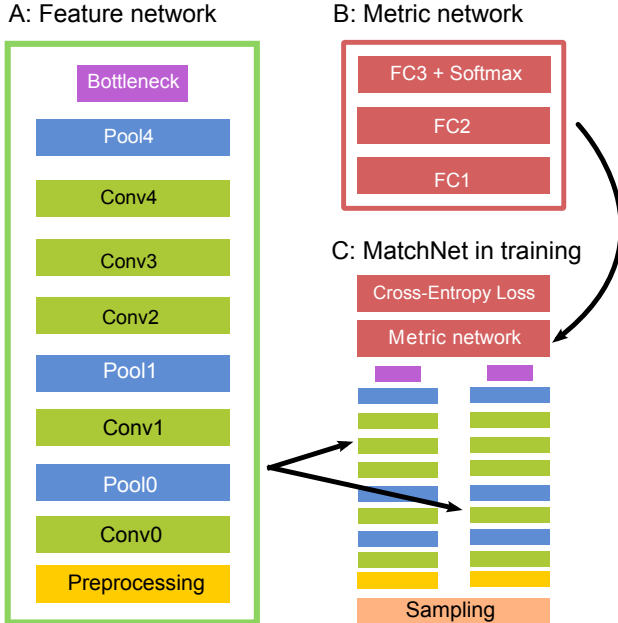 A: Feature network
Bottleneck
Pool4
Conv4
Conv3
Conv2
Pool1
Conv1
Pool0
Conv0
Preprocessing
B: Metric network
FC3 + Softmax
FC2
FC1
C: MatchNet in training
Cross-Entropy Loss
Metric network
Sampling